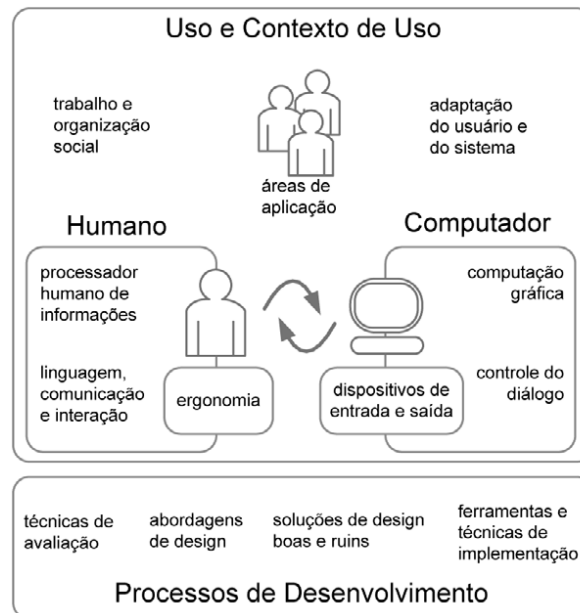 Uso e Contexto de Uso
trabalho e
organização
social
adaptação
do usuário e
do sistema
áreas de
aplicação
Humano
Computador
processador
humano de
informações
computação
gráfica
linguagem,
comunicação
e interação
ergonomia
dispositivos de
entrada e saída
controle do
diálogo
técnicas de
avaliação
abordagens
de design
soluções de design
boas e ruins
ferramentas e
técnicas de
implementação
Processos de Desenvolvimento